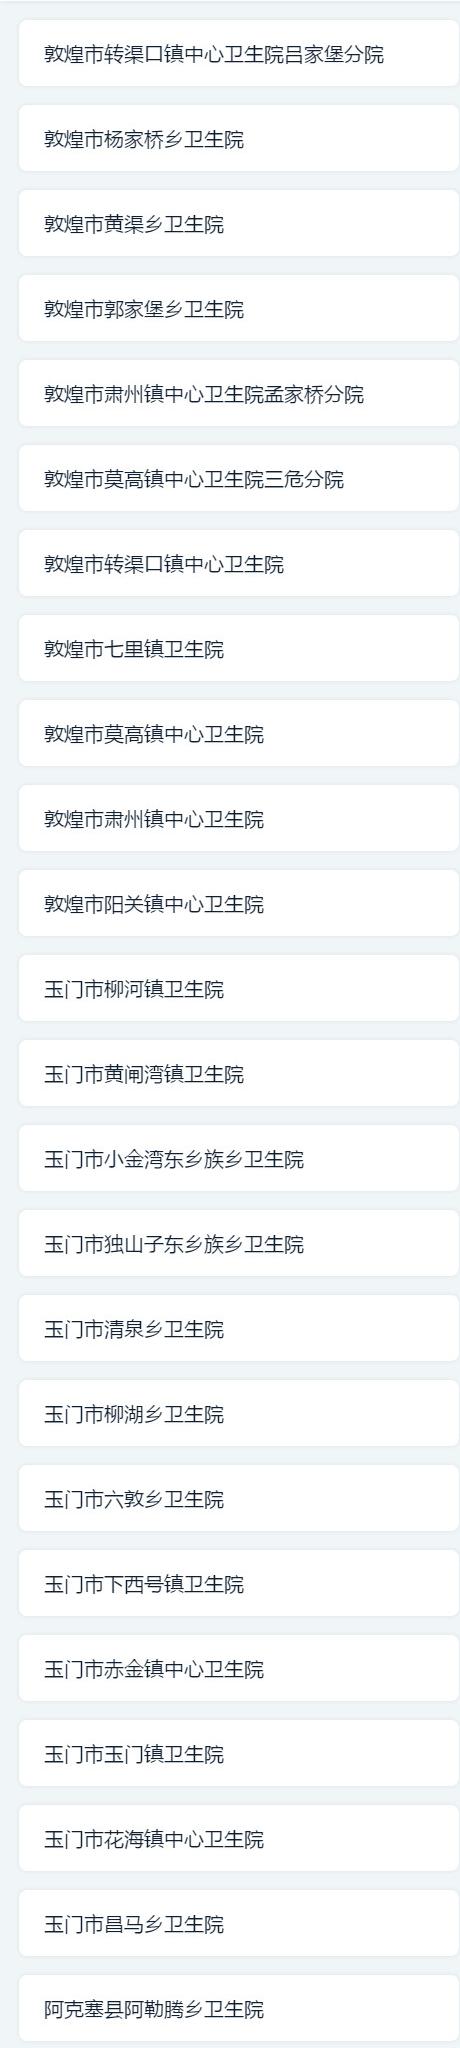 敦煌市转渠口镇中心卫生院吕家堡分院
敦煌市杨家桥乡卫生院
敦煌市黄渠乡卫生院
敦煌市郭家堡乡卫生院
敦煌市肃州镇中心卫生院孟家桥分院
敦煌市莫高镇中心卫生院三危分院
敦煌市转渠口镇中心卫生院
敦煌市七里镇卫生院
敦煌市莫高镇中心卫生院
敦煌市肃州镇中心卫生院
敦煌市阳关镇中心卫生院
玉门市柳河镇卫生院
玉门市黄闸湾镇卫生院
玉门市小金湾东乡族乡卫生院
玉门市独山子东乡族乡卫生院
玉门市清泉乡卫生院
玉门市柳湖乡卫生院
玉门市六敦乡卫生院
玉门市下西号镇卫生院
玉门市赤金镇中心卫生院
玉门市玉门镇卫生院
玉门市花海镇中心卫生院
玉门市昌马乡卫生院
阿克塞县阿勒腾乡卫生院